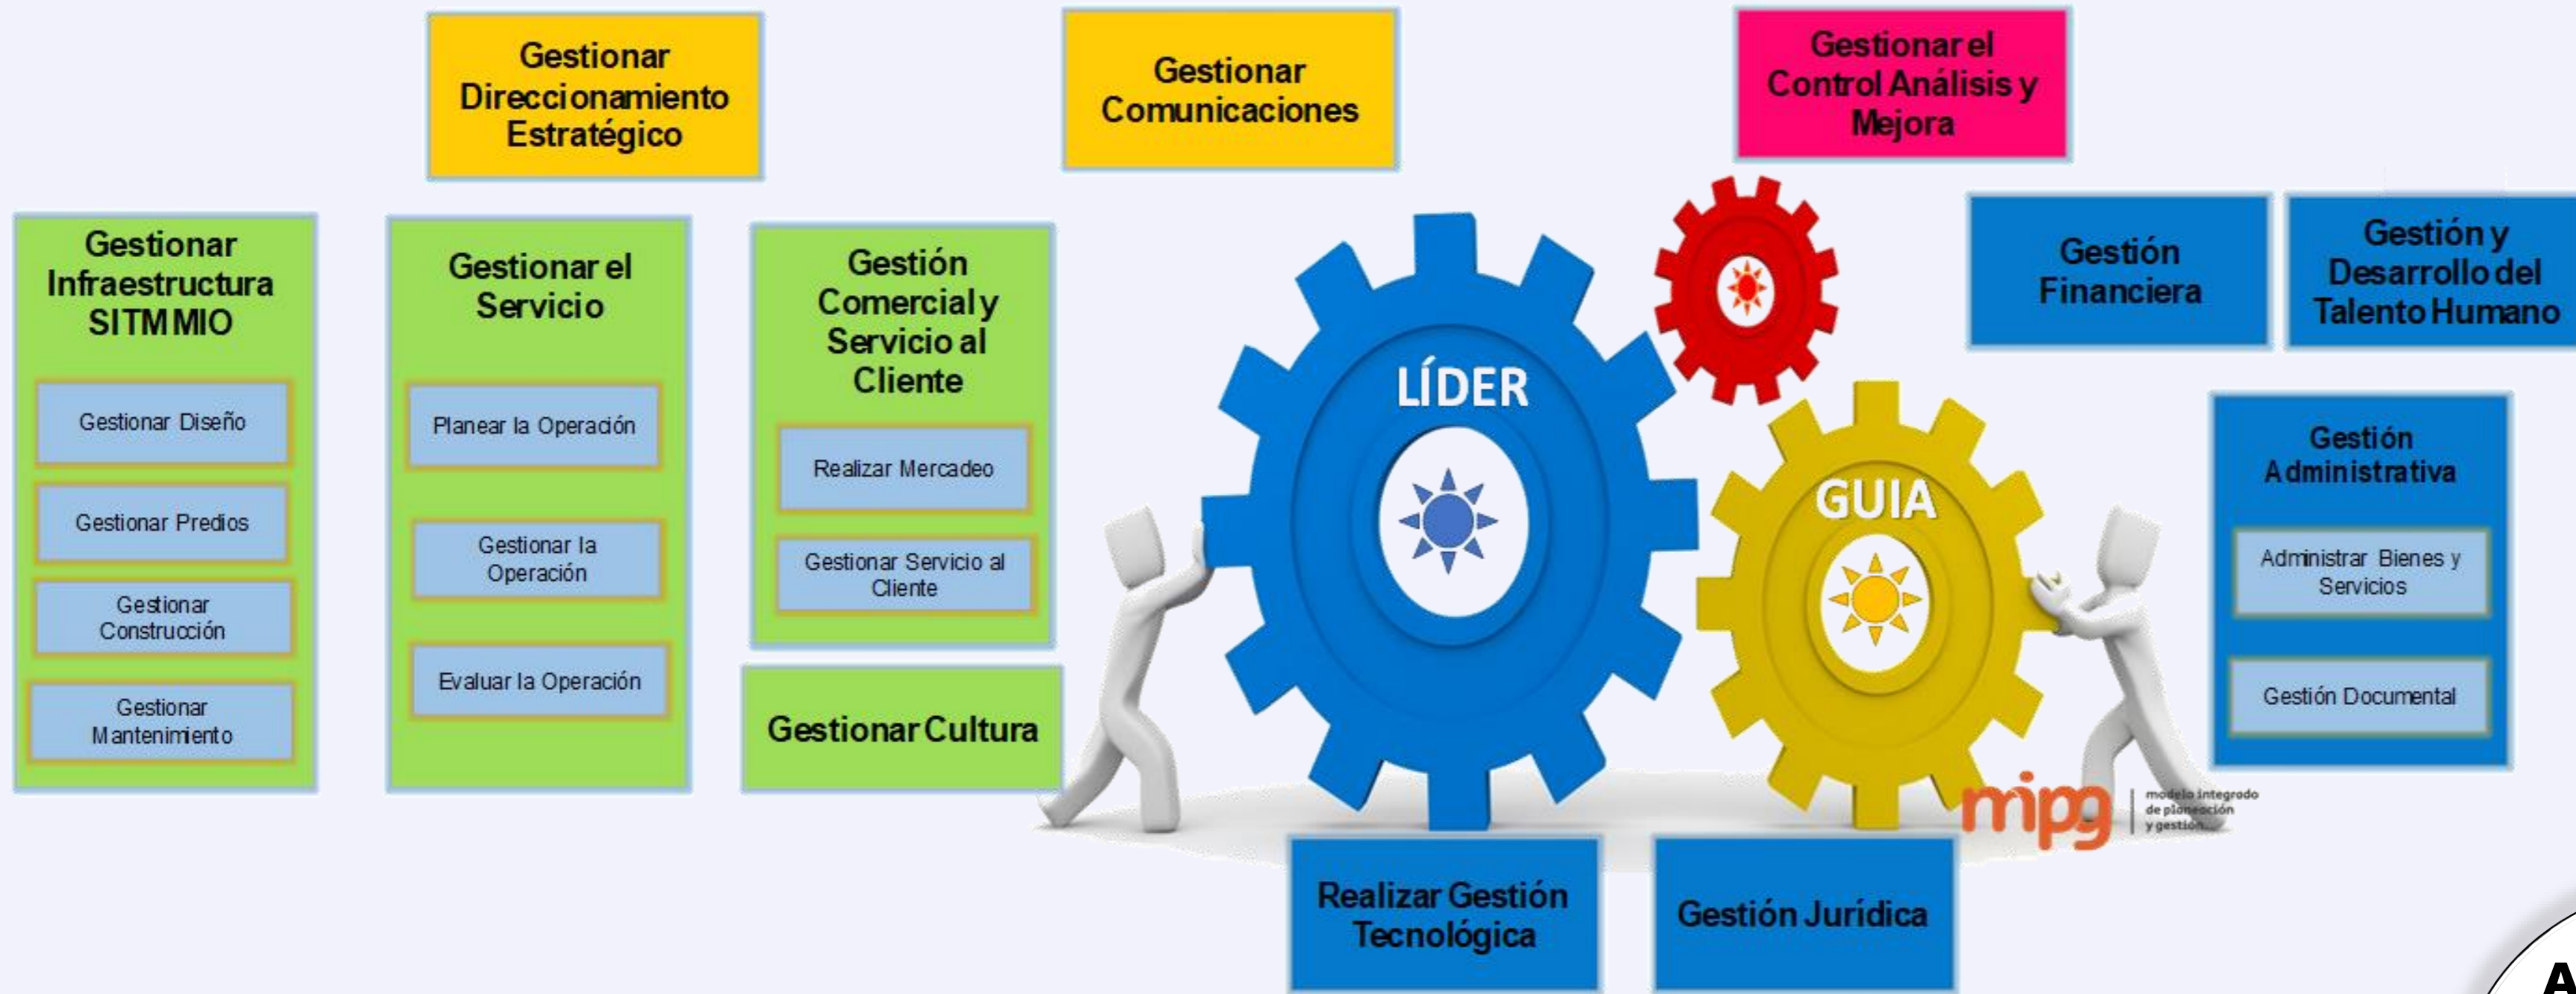 Gestionar
Direccionamiento
Estratégico
Gestionar
Comunicaciones
Gestionar el
Control Análisis y
Mejora
Gestionar
Infraestructura
SITM MIO
Gestionar Diseño
Gestionar Predios
Gestionar
Construcción
Gestionar
Mantenimiento
Gestionar el
Servicio
Planear la Operación
Gestionar la
Operación
Evaluar la Operación
Gestión
Comercial y
Servicio al
Cliente
Realizar Mercadeo
Gestionar Servicio al
Cliente
Gestionar Cultura
LÍDER
GUIA
Gestión
Financiera
Gestión y
Desarrollo del
Talento Humano
Gestión
Administrativa
Administrar Bienes y
Servicios
Gestión Documental
mipg
modelo integrado
de planeación
y gestión
Realizar Gestión
Tecnológica
Gestión Jurídica
A